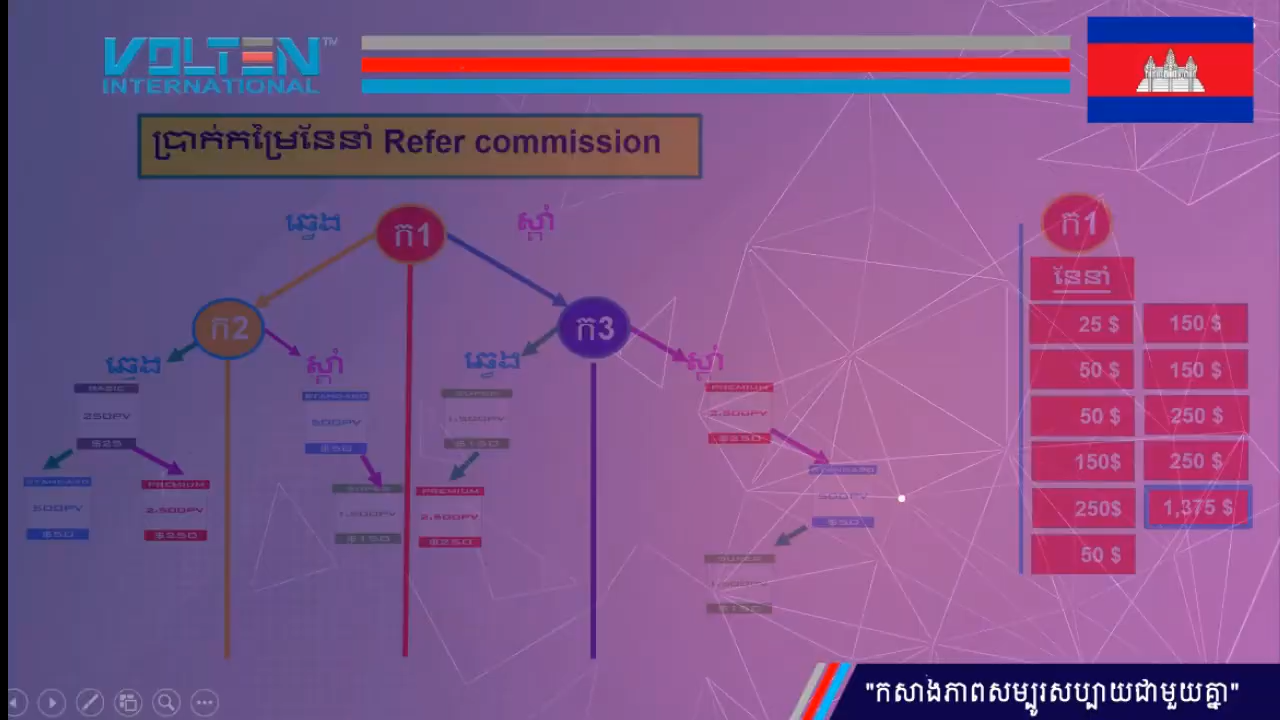 VOLTEN™
INTERNATIONAL
ប្រាក់កម្រៃនែនាំ Refer commission
ឆ្វេង
ក1
ស្តាំ
ក2
ក3
ឆ្វេង
ស្តាំ
ឆ្វេង
ស្តាំ
BASIC
250PV
$25
STANDARD
500PV
$50
SUPER
1,500PV
$150
PREMIUM
2,500PV
$250
STANDARD
500PV
$50
PREMIUM
2,500PV
$250
SUPER
1,500PV
$150
PREMIUM
2,500PV
$250
STANDARD
500PV
$50
SUPER
1,500PV
$150
ក1
នែនាំ
25 $ 150 $
50 $ 150 $
50 $ 250 $
150$ 250 $
250$ 1,375 $
50 $
"កសាងភាពសម្បូរសប្បាយជាមួយគ្នា"